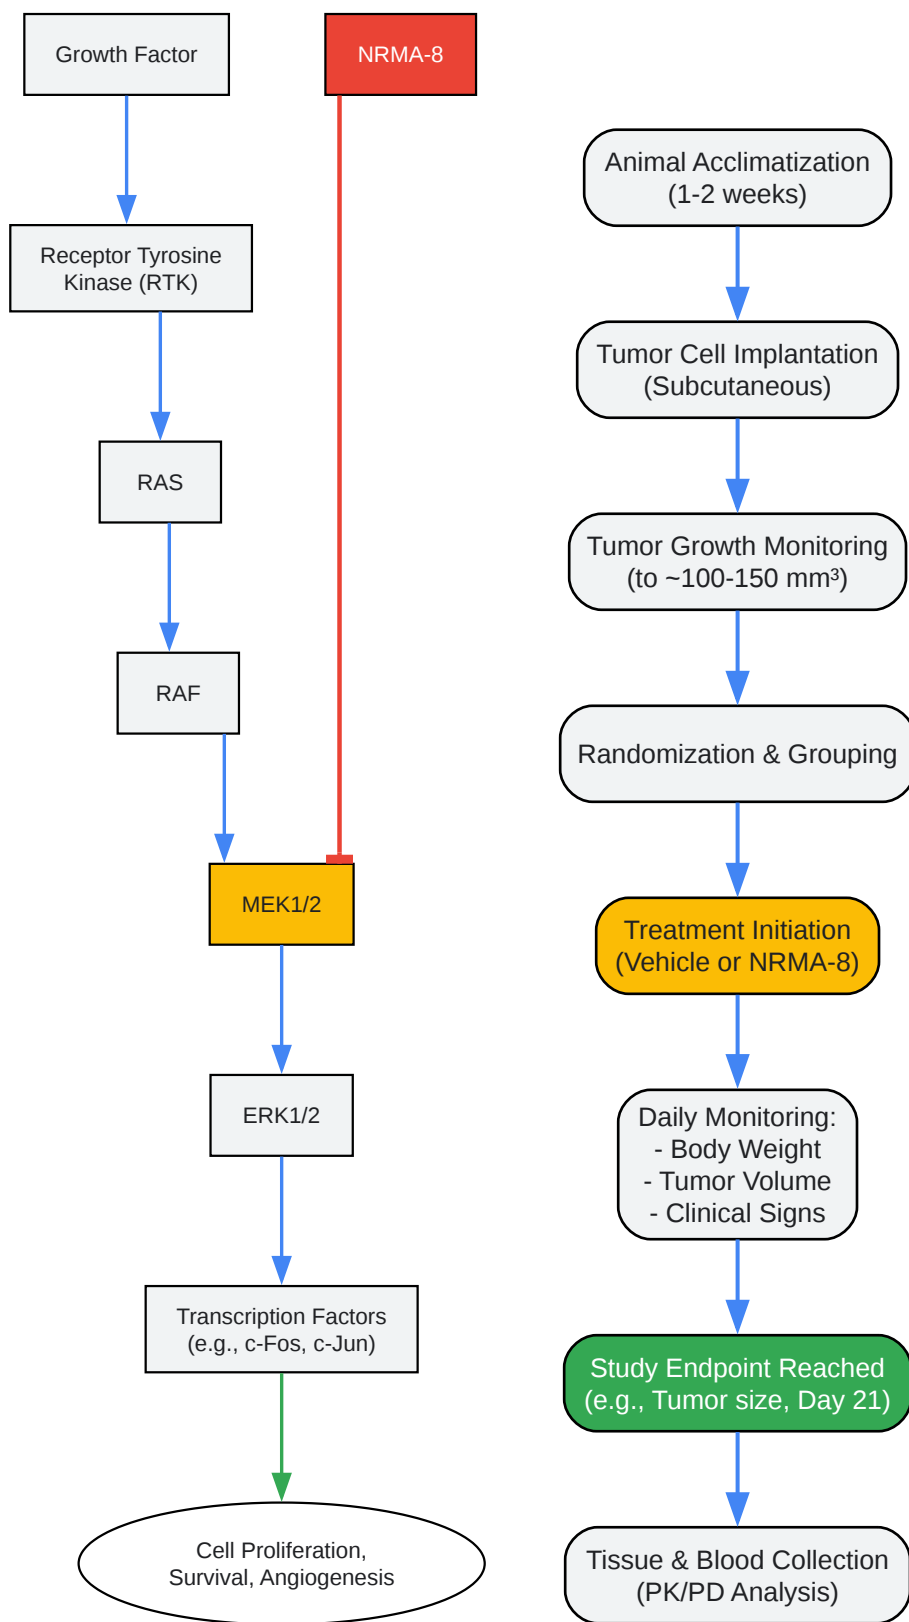 Growth Factor
NRMA-8
Receptor Tyrosine
Kinase (RTK)
RAS
RAF
MEK1/2
ERK1/2
Transcription Factors
(e.g., c-Fos, c-Jun)
Cell Proliferation,
Survival, Angiogenesis
Animal Acclimatization
(1-2 weeks)
Tumor Cell Implantation
(Subcutaneous)
Tumor Growth Monitoring
(to ~100-150 mm³)
Randomization & Grouping
Treatment Initiation
(Vehicle or NRMA-8)
Daily Monitoring:
- Body Weight
- Tumor Volume
- Clinical Signs
Study Endpoint Reached
(e.g., Tumor size, Day 21)
Tissue & Blood Collection
(PK/PD Analysis)